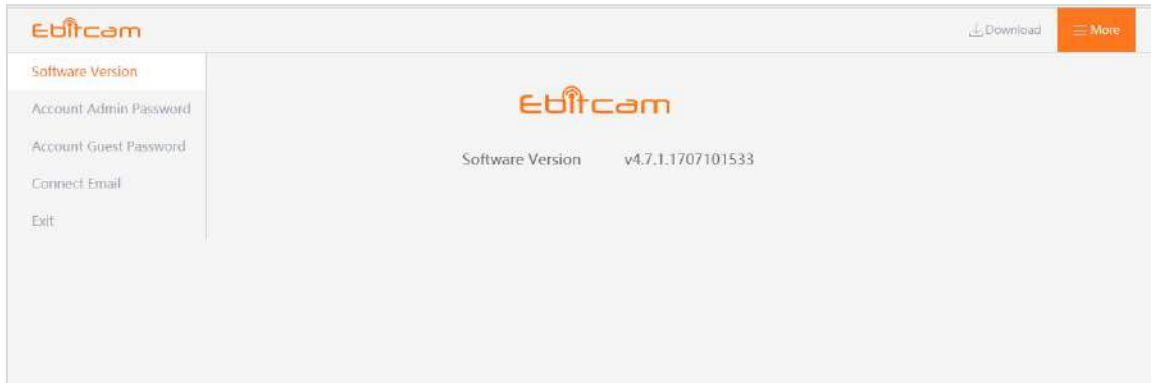 Ebitcam
Download
More
Software Version
Account Admin Password
Account Guest Password
Connect Email
Exit
Ebitcam
Software Version v4.7.1.1707101533